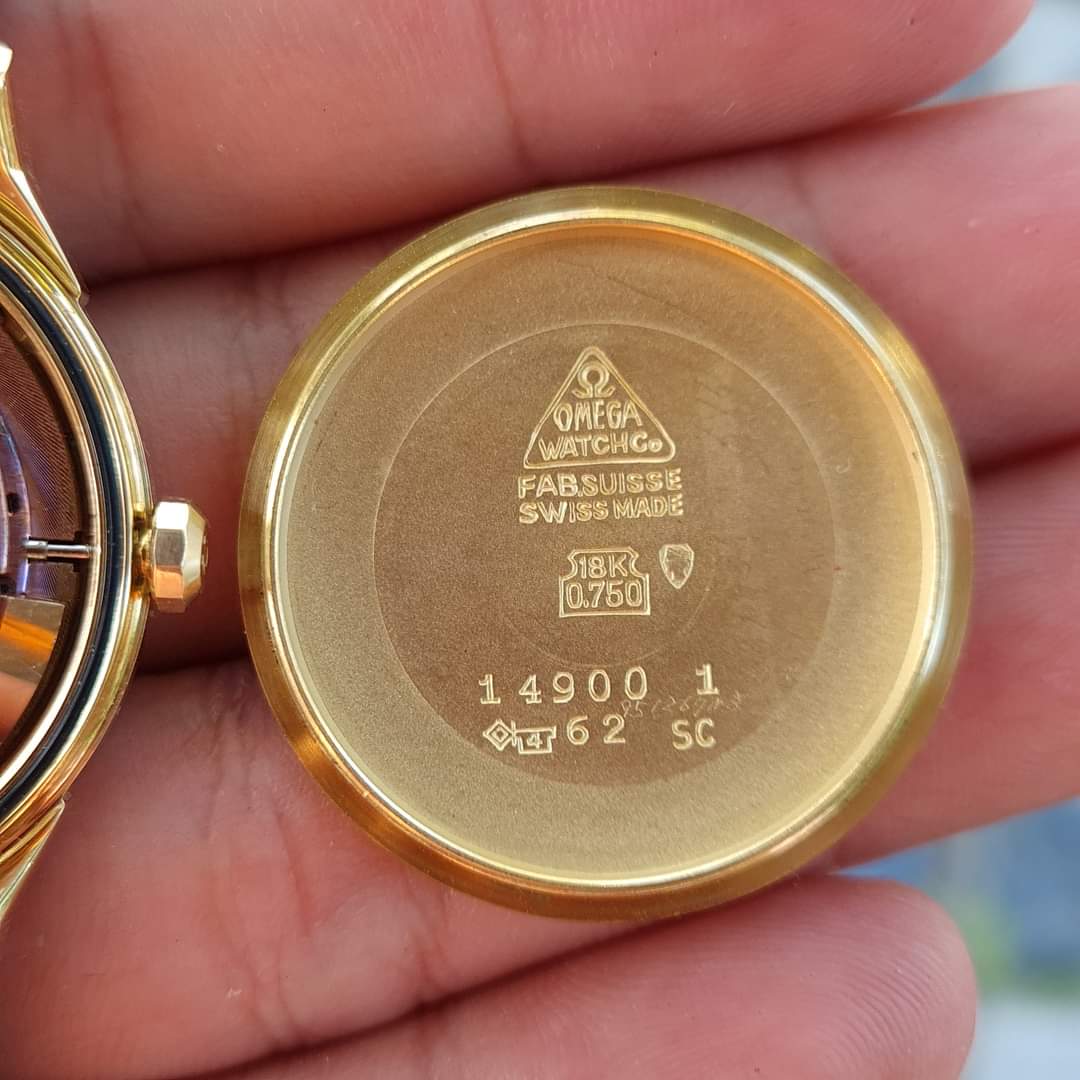 Ω
OMEGA
WATCH Co
FAB. SUISSE
SWISS MADE
18K
0.750
14900 1
4 62 SC